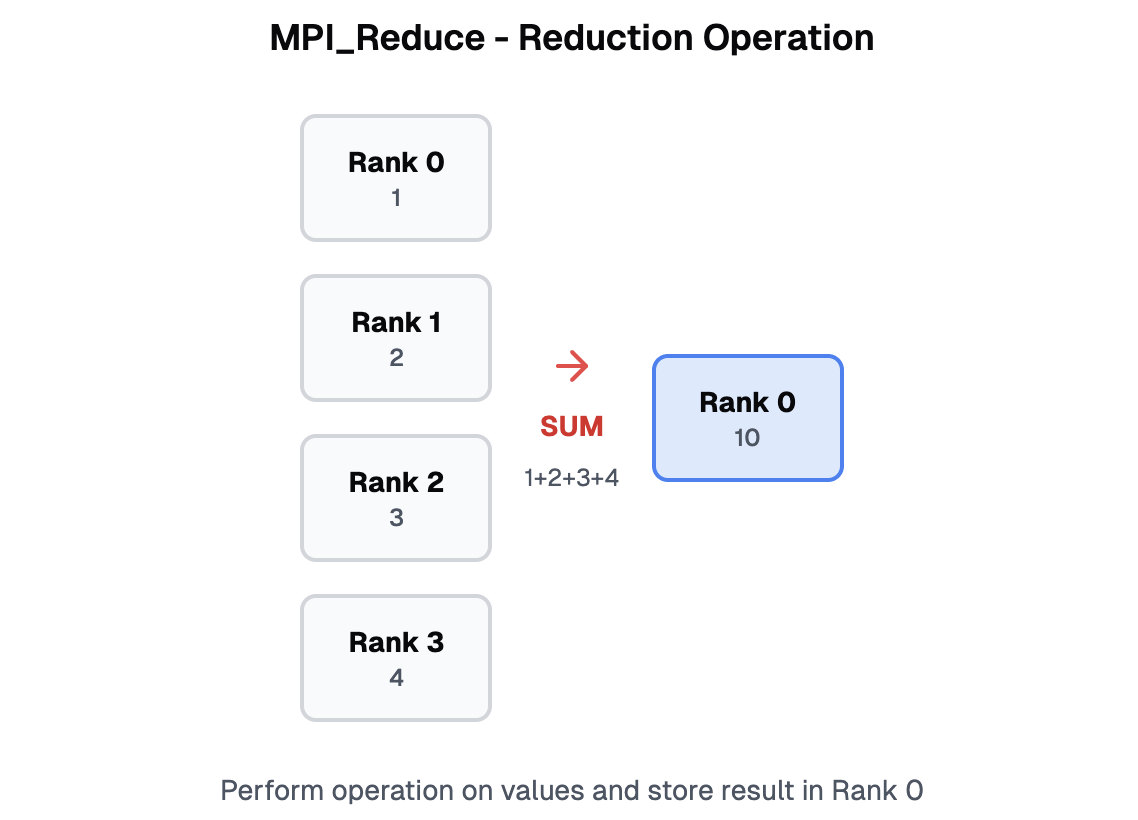 MPI_Reduce - Reduction Operation
Rank 0
1
Rank 1
2
Rank 2
3
Rank 3
4
SUM
1+2+3+4
Rank 0
10
Perform operation on values and store result in Rank 0